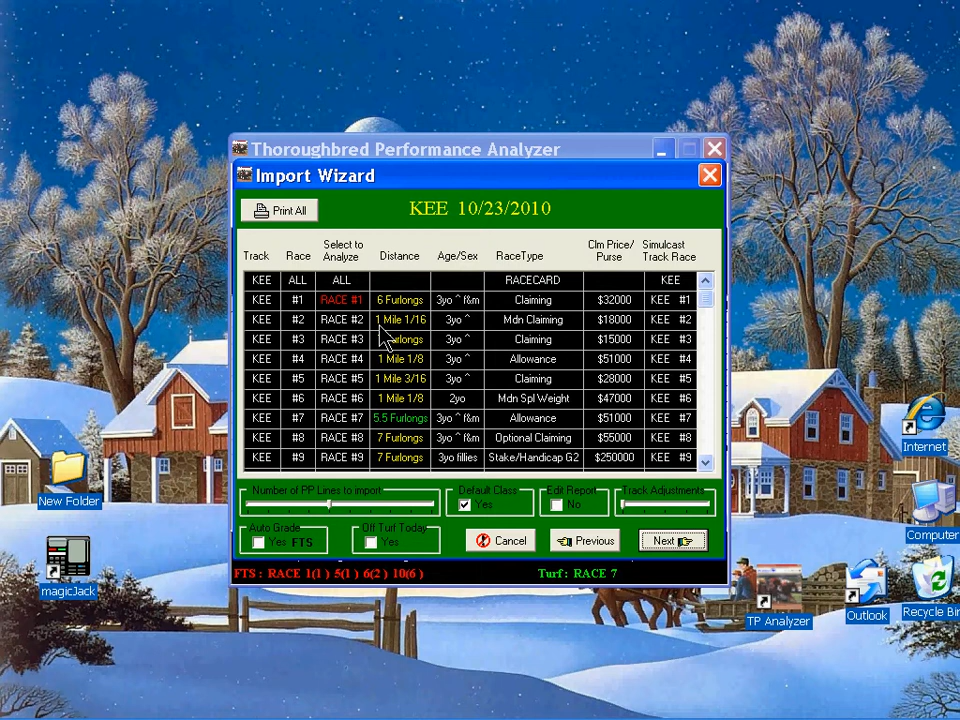 Thoroughbred Performance Analyzer
Import Wizard
Print All
KEE 10/23/2010
Track Race Select to Analyze Distance Age/Sex RaceType Clm Price/ Purse Simulcast Track Race
KEE ALL ALL RACECARD KEE
KEE #1 RACE #1 6 Furlongs 3yo ^ f&m Claiming $32000 KEE #1
KEE #2 RACE #2 1 Mile 1/16 3yo ^ Mdn Claiming $18000 KEE #2
KEE #3 RACE #3 urlongs 3yo ^ Claiming $15000 KEE #3
KEE #4 RACE #4 1 Mile 1/8 3yo ^ Allowance $51000 KEE #4
KEE #5 RACE #5 1 Mile 3/16 3yo ^ Claiming $28000 KEE #5
KEE #6 RACE #6 1 Mile 1/8 2yo Mdn Spl Weight $47000 KEE #6
KEE #7 RACE #7 5.5 Furlongs 3yo ^ f&m Allowance $51000 KEE #7
KEE #8 RACE #8 7 Furlongs 3yo ^ f&m Optional Claiming $55000 KEE #8
KEE #9 RACE #9 7 Furlongs 3yo fillies Stake/Handicap G2 $250000 KEE #9
Number of PP Lines to import Default Class Edit Report Track Adjustments
Yes No
Auto Grade Off Turf Today
Yes FTS Yes Cancel Previous Next
FTS : RACE 1(1 ) 5(1 ) 6(2 ) 10(6 ) Turf : RACE 7
New Folder
magicJack
Internet
Computer
TP Analyzer
Outlook
Recycle Bin